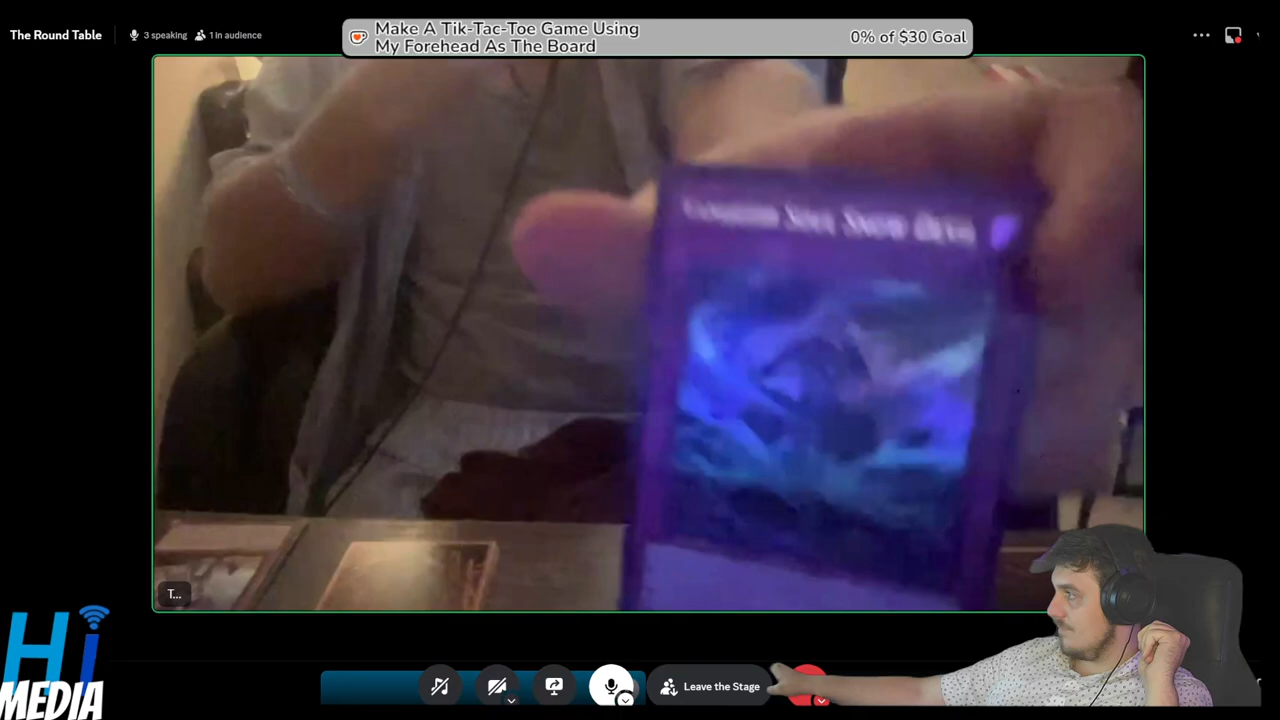 The Round Table
3 speaking
1 in audience
Make A Tik-Tac-Toe Game Using
My Forehead As The Board
0% of $30 Goal
T...
Leave the Stage
Hi
MEDIA